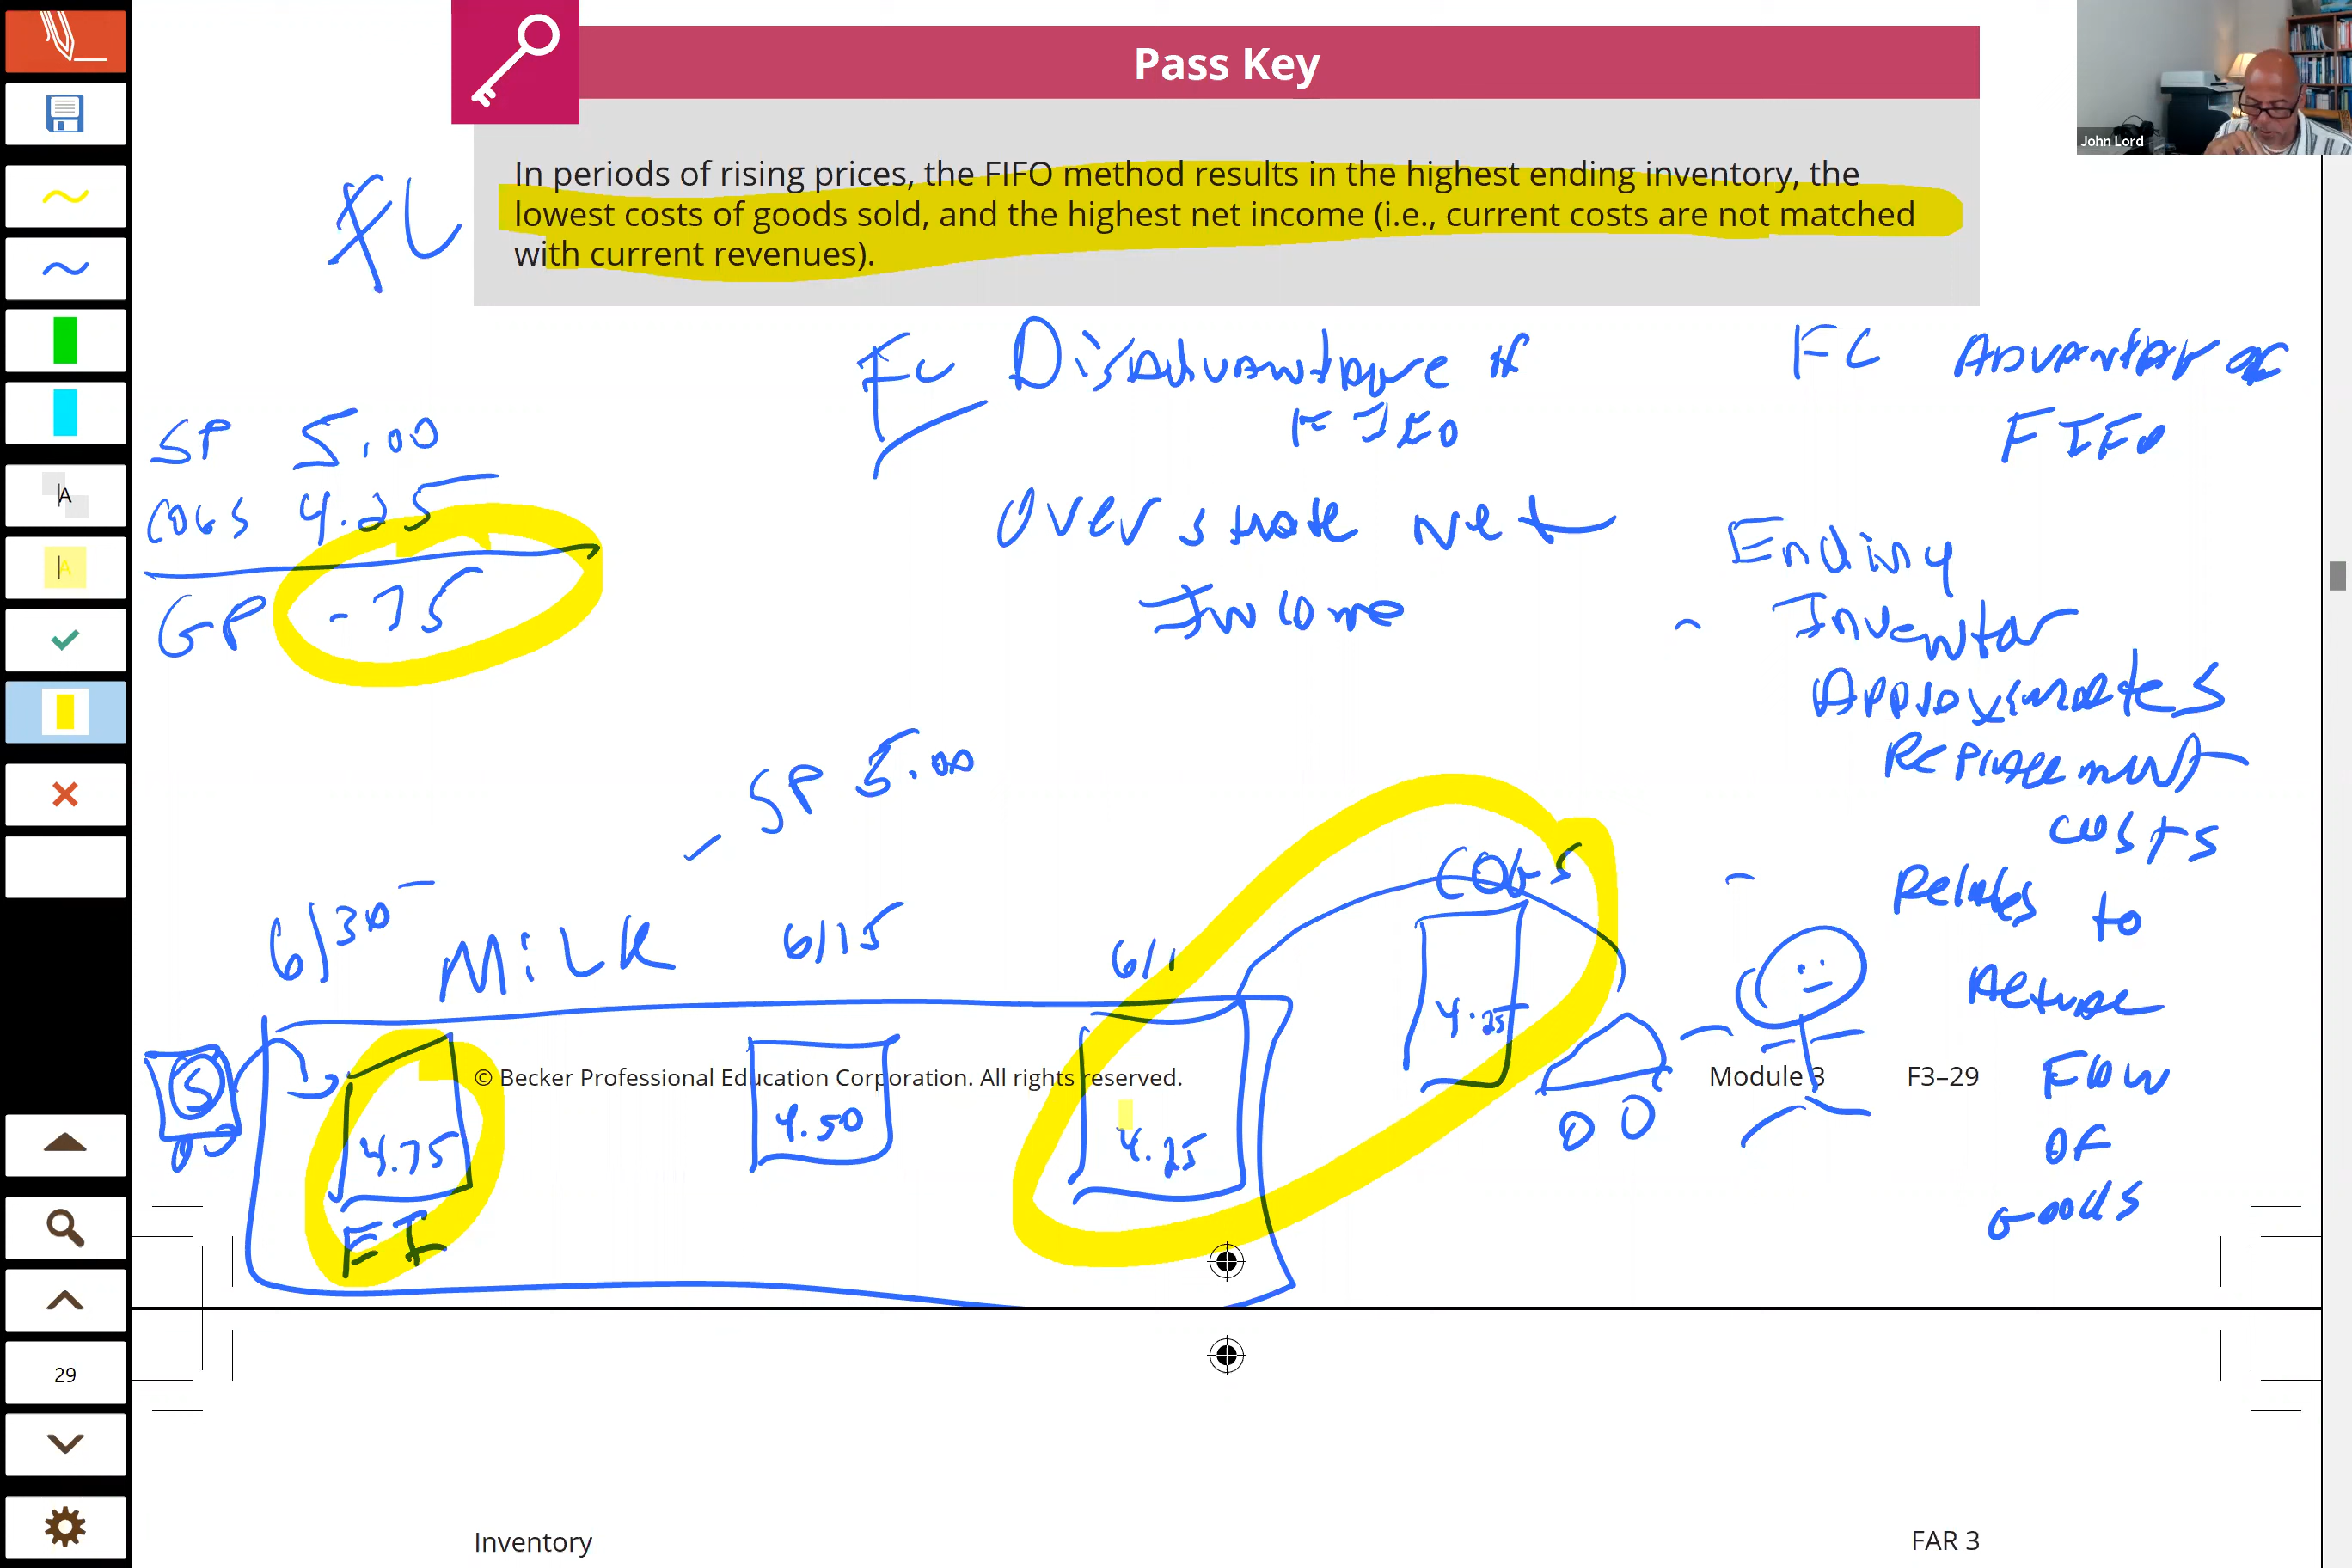 Pass Key
John Lord
In periods of rising prices, the FIFO method results in the highest ending inventory, the
lowest costs of goods sold, and the highest net income (i.e., current costs are not matched
with current revenues).
FC Disadvantage of
FIFO
Over state net
Income
FC Advantage of
FIFO
Ending
Inventor
Approximates
Replacement
costs
Relates to
Actual
Flow
OF
Goods
SP 5.00
COGS 4.25
GP .75
- SP 5.00
6/30 MiLK 6/15 6/1
COGS
4.25
S
4.75
4.50
4.25
EI
© Becker Professional Education Corporation. All rights reserved.
Module 3 F3–29
29
Inventory
FAR 3